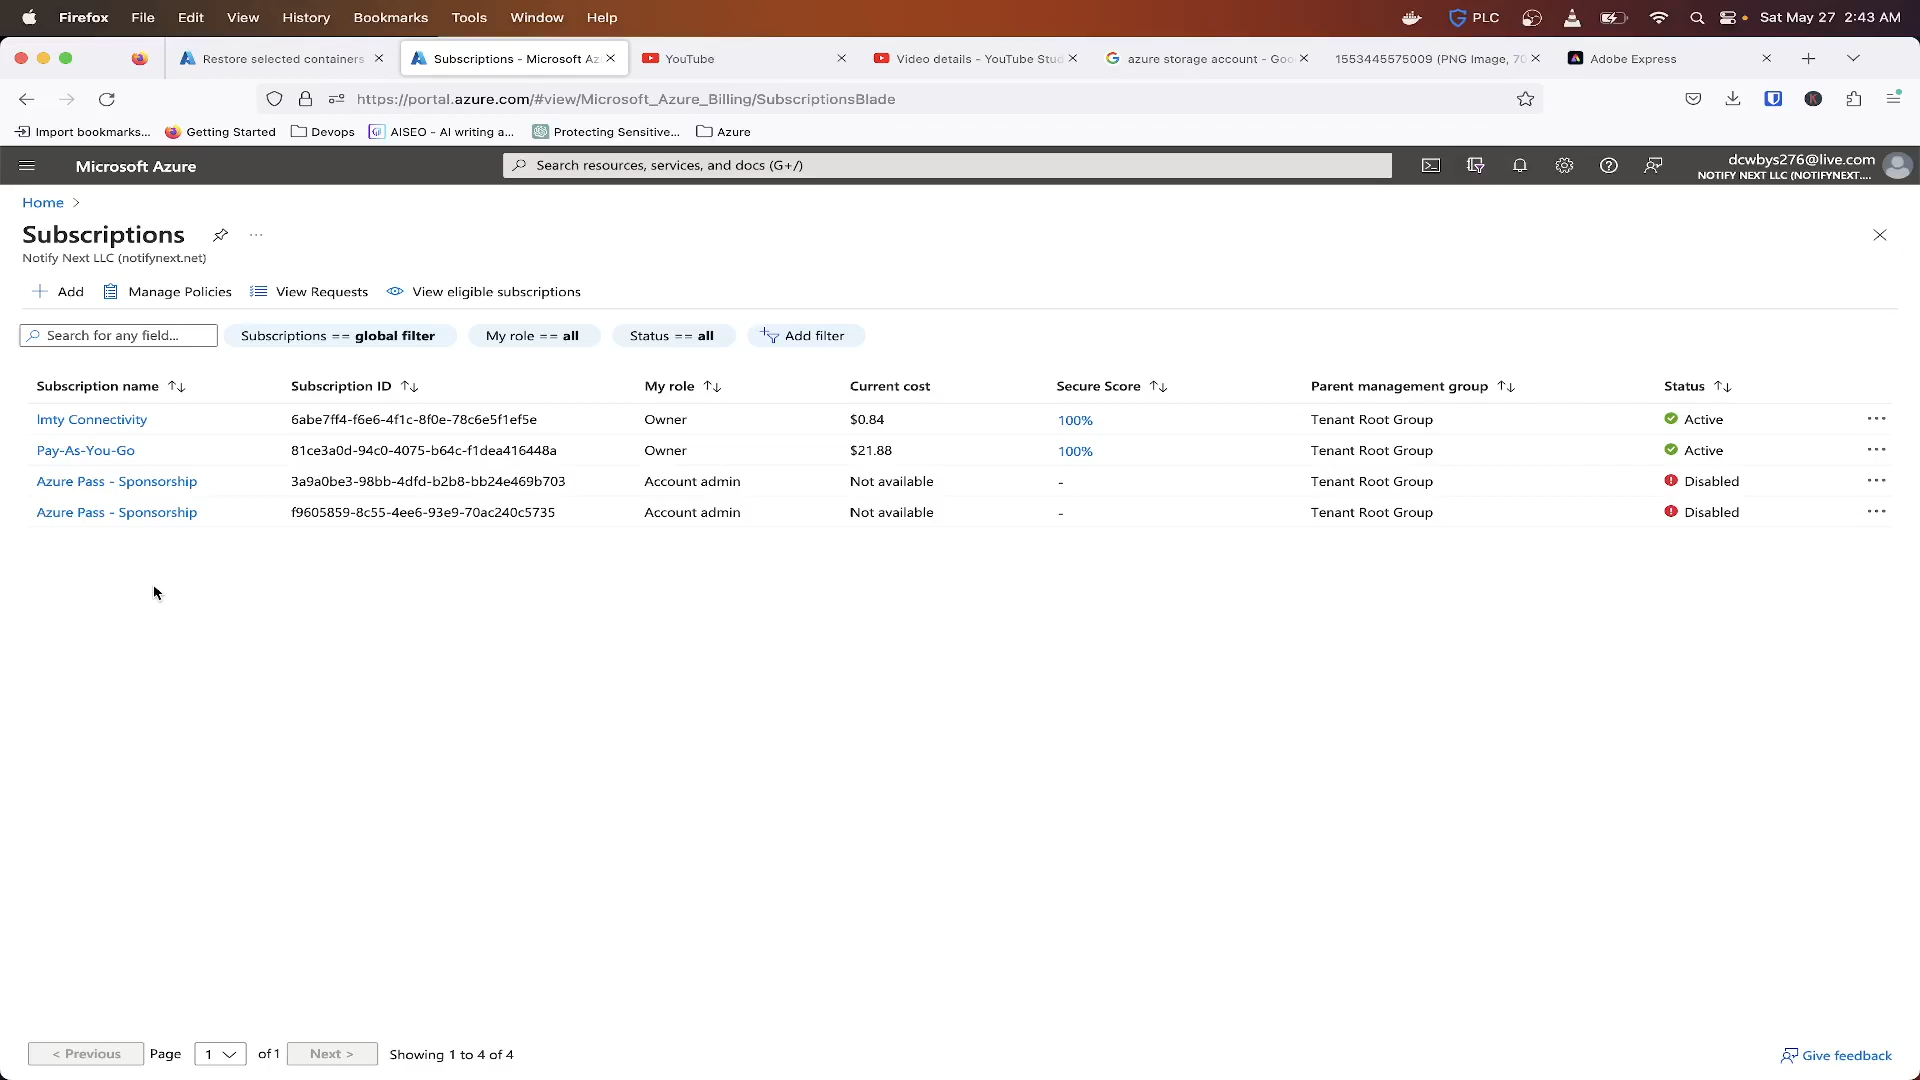 Firefox File Edit View History Bookmarks Tools Window Help PLC Sat May 27 2:43 AM
Restore selected containers Subscriptions - Microsoft Az YouTube Video details - YouTube Stud azure storage account - Goo 1553445575009 (PNG Image, 70 Adobe Express
https://portal.azure.com/#view/Microsoft_Azure_Billing/SubscriptionsBlade
Import bookmarks... Getting Started Devops AISEO - AI writing a... Protecting Sensitive... Azure
Microsoft Azure Search resources, services, and docs (G+/) dcwbys276@live.com
NOTIFY NEXT LLC (NOTIFYNEXT....
Home >
Subscriptions ...
Notify Next LLC (notifynext.net)
Add Manage Policies View Requests View eligible subscriptions
Search for any field... Subscriptions == global filter My role == all Status == all Add filter
Subscription name Subscription ID My role Current cost Secure Score Parent management group Status
Imty Connectivity 6abe7ff4-f6e6-4f1c-8f0e-78c6e5f1ef5e Owner $0.84 100% Tenant Root Group Active ...
Pay-As-You-Go 81ce3a0d-94c0-4075-b64c-f1dea416448a Owner $21.88 100% Tenant Root Group Active ...
Azure Pass - Sponsorship 3a9a0be3-98bb-4dfd-b2b8-bb24e469b703 Account admin Not available - Tenant Root Group Disabled ...
Azure Pass - Sponsorship f9605859-8c55-4ee6-93e9-70ac240c5735 Account admin Not available - Tenant Root Group Disabled ...
< Previous Page 1 of 1 Next > Showing 1 to 4 of 4 Give feedback